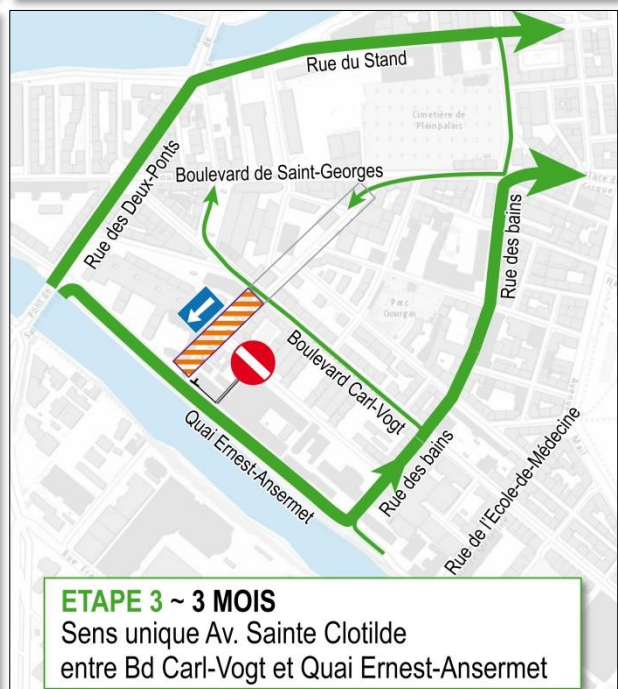 Rue du Stand
Cimetière de
Plainpalais
Rue des Deux-Ponts
Boulevard de Saint-Georges
Rue des bains
Parc
Gourgas
Boulevard Carl-Vogt
Quai Ernest-Ansermet
Rue des bains
Rue de l'Ecole-de-Médecine
ETAPE 3 ~ 3 MOIS
Sens unique Av. Sainte Clotilde
entre Bd Carl-Vogt et Quai Ernest-Ansermet